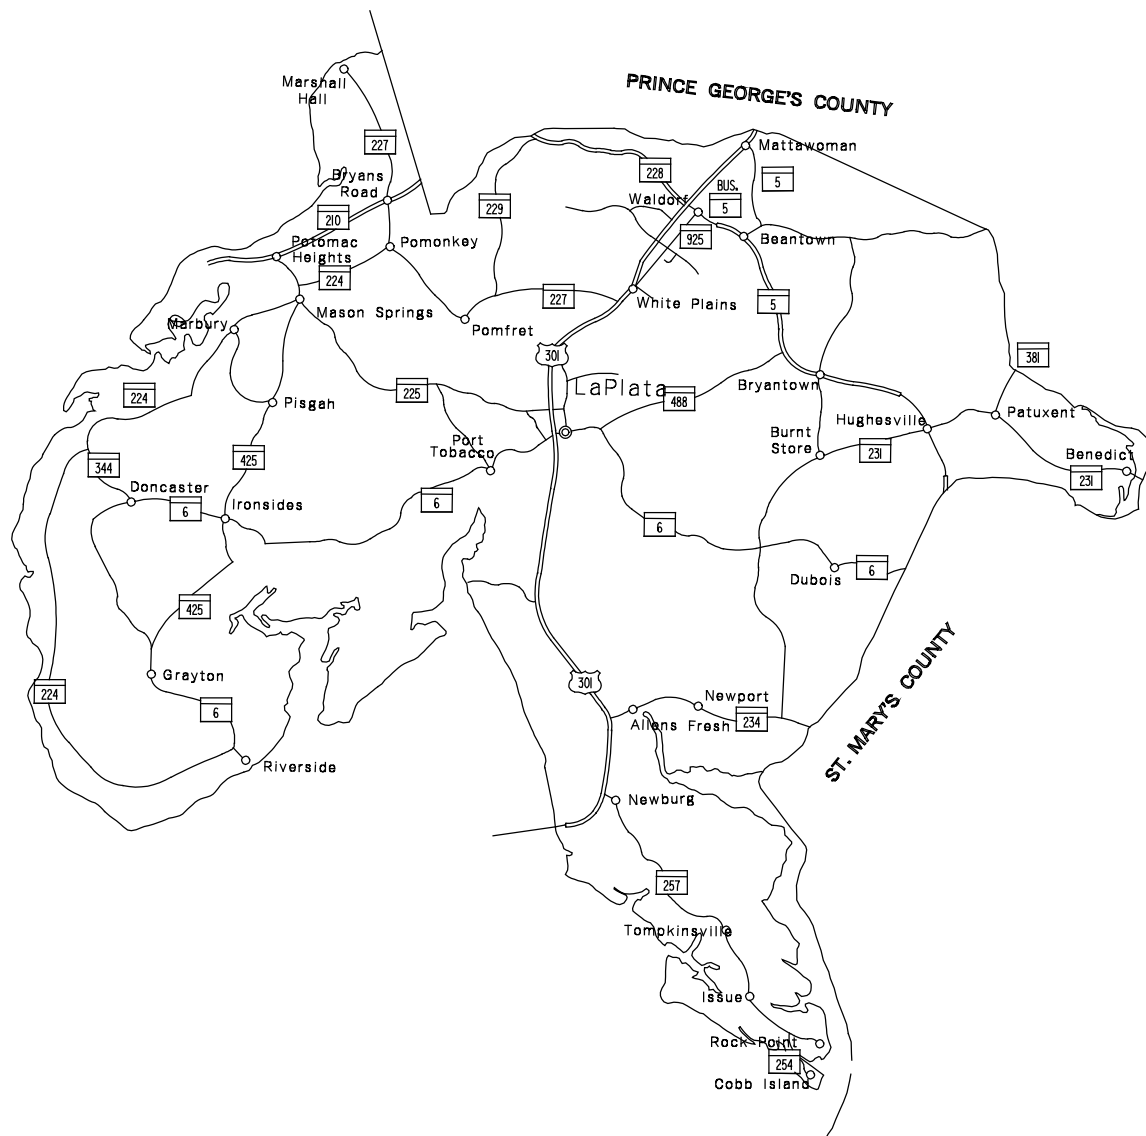 PRINCE GEORGE'S COUNTY
Marshall
Hall
227
Mattawoman
228
5
BUS.
5
Bryans
Road
Waldorf
229
210
925
Beantown
Potomac
Heights
Pomonkey
224
227
White Plains
5
Mason Springs
Marbury
Pomfret
301
381
224
225
LaPlata
488
Bryantown
Pisgah
Hughesville
Patuxent
Burnt
Store
231
Port
Tobacco
344
425
Benedict
231
Doncaster
6
Ironsides
6
6
Dubois
6
425
ST. MARY'S COUNTY
Grayton
224
6
301
Newport
Allens Fresh
234
Riverside
Newburg
257
Tompkinsville
Issue
Rock Point
254
Cobb Island